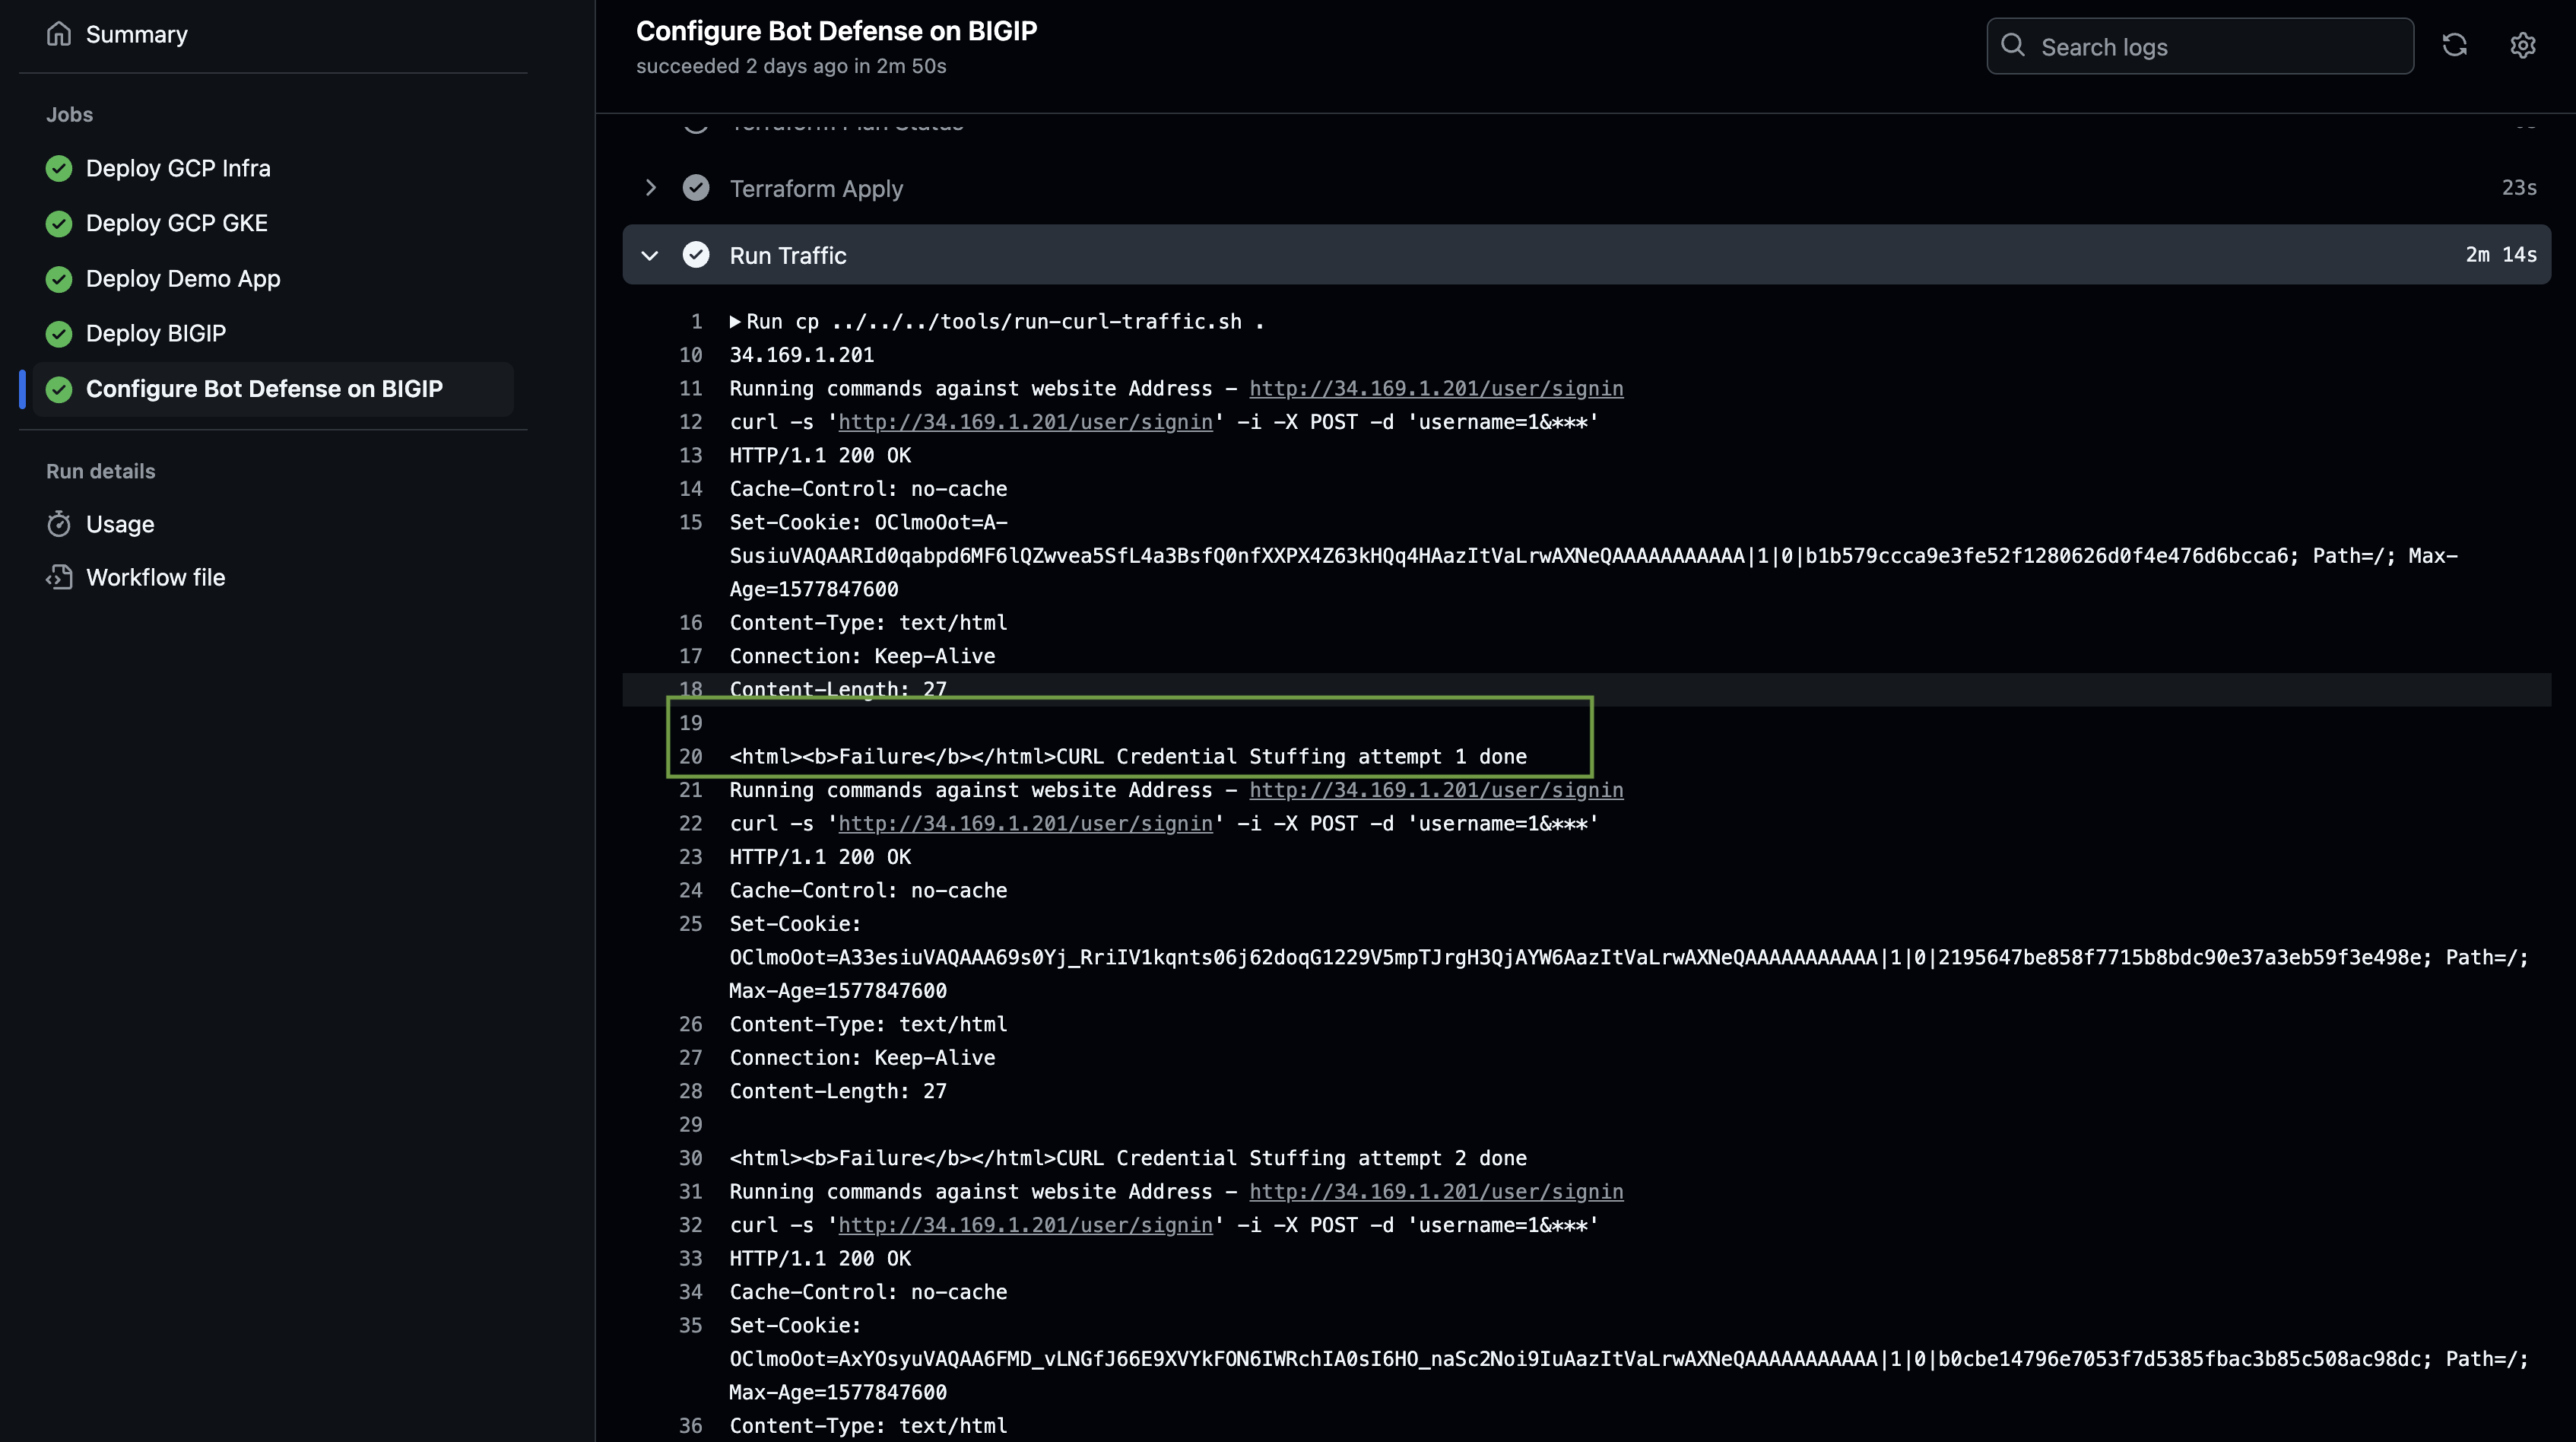 Summary
Jobs
Deploy GCP Infra
Deploy GCP GKE
Deploy Demo App
Deploy BIGIP
Configure Bot Defense on BIGIP
Run details
Usage
Workflow file
Configure Bot Defense on BIGIP
succeeded 2 days ago in 2m 50s
Search logs
Terraform Plan Status
Terraform Apply 23s
Run Traffic 2m 14s
1 Run cp ../../../tools/run-curl-traffic.sh .
10 34.169.1.201
11 Running commands against website Address - http://34.169.1.201/user/signin
12 curl -s 'http://34.169.1.201/user/signin' -i -X POST -d 'username=1&***'
13 HTTP/1.1 200 OK
14 Cache-Control: no-cache
15 Set-Cookie: OClmoOot=A-
SusiuVAQAARId0qabpd6MF6lQZwvea5SfL4a3BsfQ0nfXXPX4Z63kHQq4HAazItVaLrwAXNeQAAAAAAAAAAA|1|0|b1b579ccca9e3fe52f1280626d0f4e476d6bcca6; Path=/; Max-
Age=1577847600
16 Content-Type: text/html
17 Connection: Keep-Alive
18 Content-Length: 27
19
20 <html><b>Failure</b></html>CURL Credential Stuffing attempt 1 done
21 Running commands against website Address - http://34.169.1.201/user/signin
22 curl -s 'http://34.169.1.201/user/signin' -i -X POST -d 'username=1&***'
23 HTTP/1.1 200 OK
24 Cache-Control: no-cache
25 Set-Cookie:
OClmoOot=A33esiuVAQAAA69s0Yj_RriIV1kqnts06j62doqG1229V5mpTJrgH3QjAYW6AazItVaLrwAXNeQAAAAAAAAAAA|1|0|2195647be858f7715b8bdc90e37a3eb59f3e498e; Path=/;
Max-Age=1577847600
26 Content-Type: text/html
27 Connection: Keep-Alive
28 Content-Length: 27
29
30 <html><b>Failure</b></html>CURL Credential Stuffing attempt 2 done
31 Running commands against website Address - http://34.169.1.201/user/signin
32 curl -s 'http://34.169.1.201/user/signin' -i -X POST -d 'username=1&***'
33 HTTP/1.1 200 OK
34 Cache-Control: no-cache
35 Set-Cookie:
OClmoOot=AxYOsyuVAQAA6FMD_vLNGfJ66E9XVYkFON6IWRchIA0sI6HO_naSc2Noi9IuAazItVaLrwAXNeQAAAAAAAAAAA|1|0|b0cbe14796e7053f7d5385fbac3b85c508ac98dc; Path=/;
Max-Age=1577847600
36 Content-Type: text/html